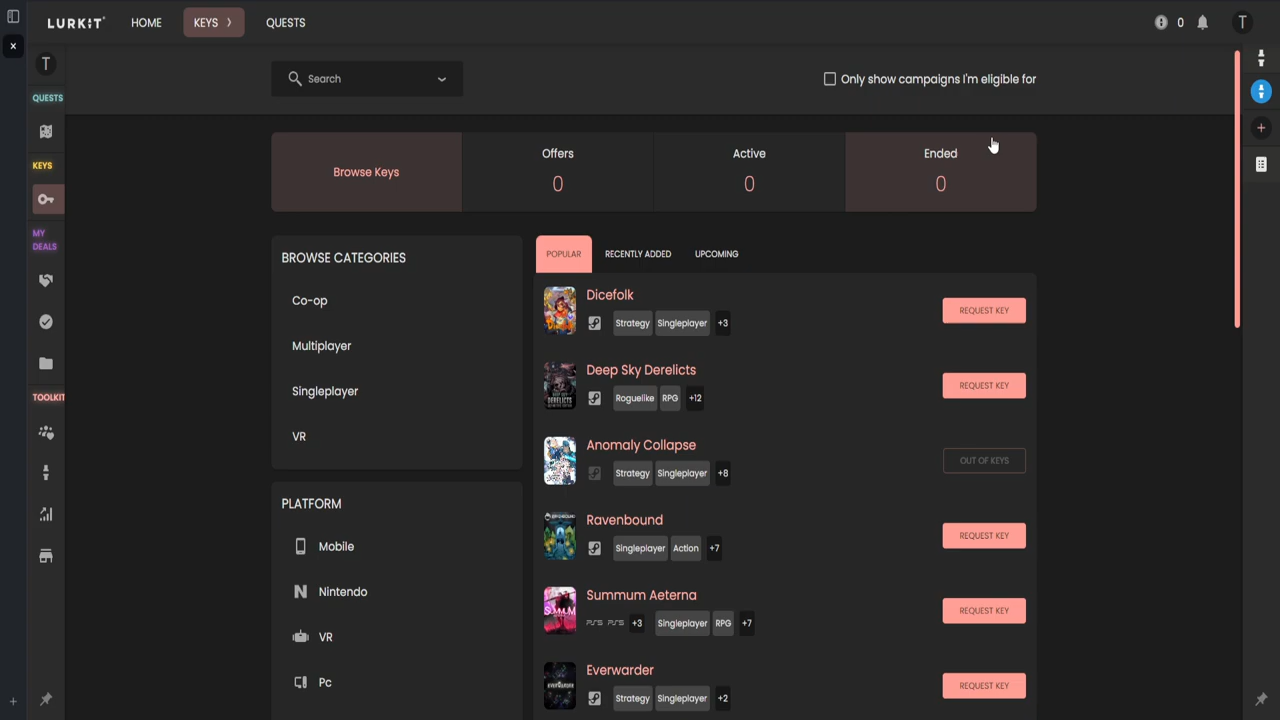 LURKIT
HOME
KEYS
QUESTS
0
T
x
T
QUESTS
KEYS
MY
DEALS
TOOLKIT
Search
Only show campaigns I'm eligible for
Browse Keys
Offers
0
Active
0
Ended
0
BROWSE CATEGORIES
Co-op
Multiplayer
Singleplayer
VR
PLATFORM
Mobile
Nintendo
VR
Pc
POPULAR
RECENTLY ADDED
UPCOMING
Dicefolk
Strategy
Singleplayer
+3
REQUEST KEY
Deep Sky Derelicts
Roguelike
RPG
+12
REQUEST KEY
Anomaly Collapse
Strategy
Singleplayer
+8
OUT OF KEYS
Ravenbound
Singleplayer
Action
+7
REQUEST KEY
Summum Aeterna
PS5
PS5
+3
Singleplayer
RPG
+7
REQUEST KEY
Everwarder
Strategy
Singleplayer
+2
REQUEST KEY